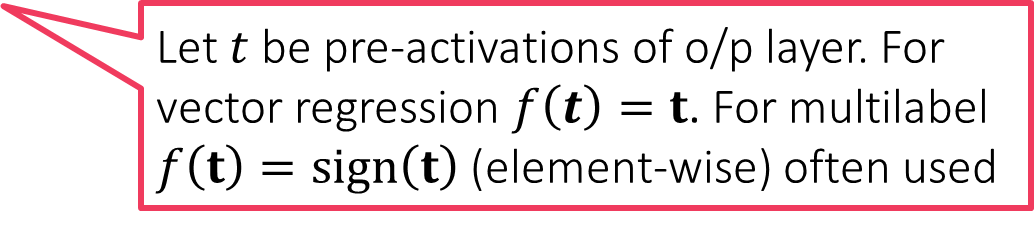 Let t be pre-activations of o/p layer. For
vector regression f(t) = t. For multilabel
f(t) = sign(t) (element-wise) often used